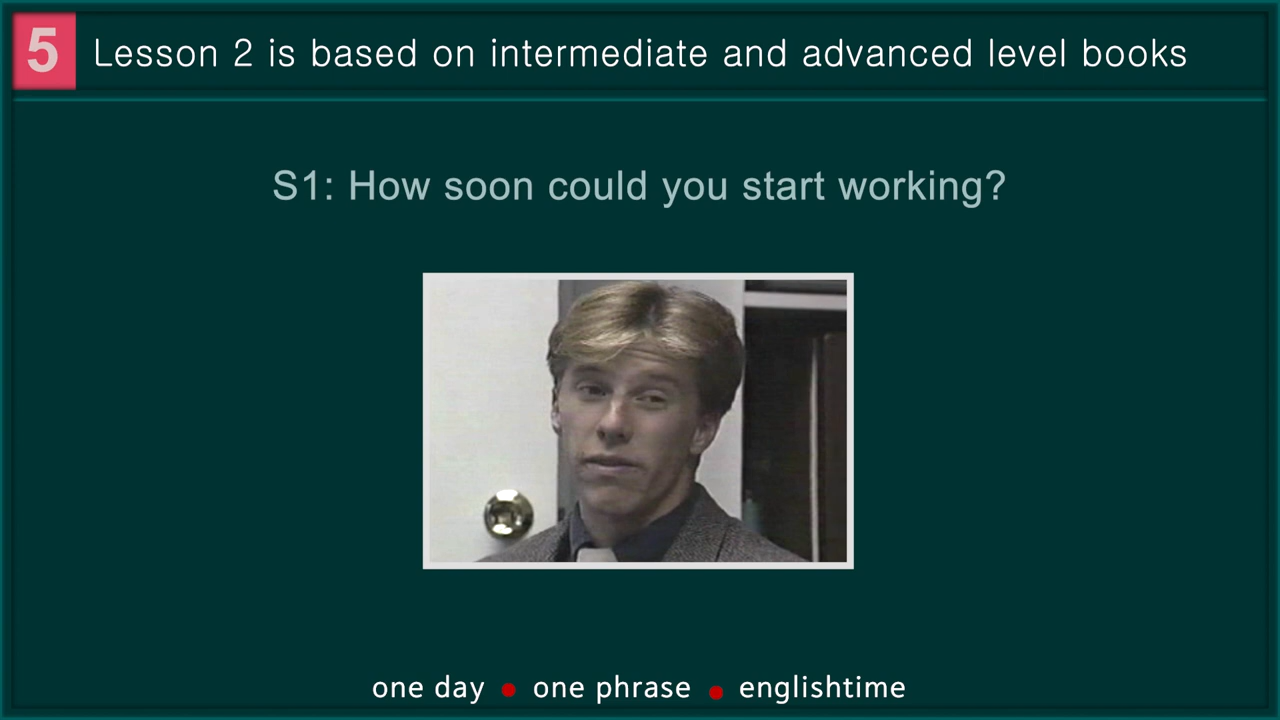 5
Lesson 2 is based on intermediate and advanced level books
S1: How soon could you start working?
one day • one phrase • englishtime